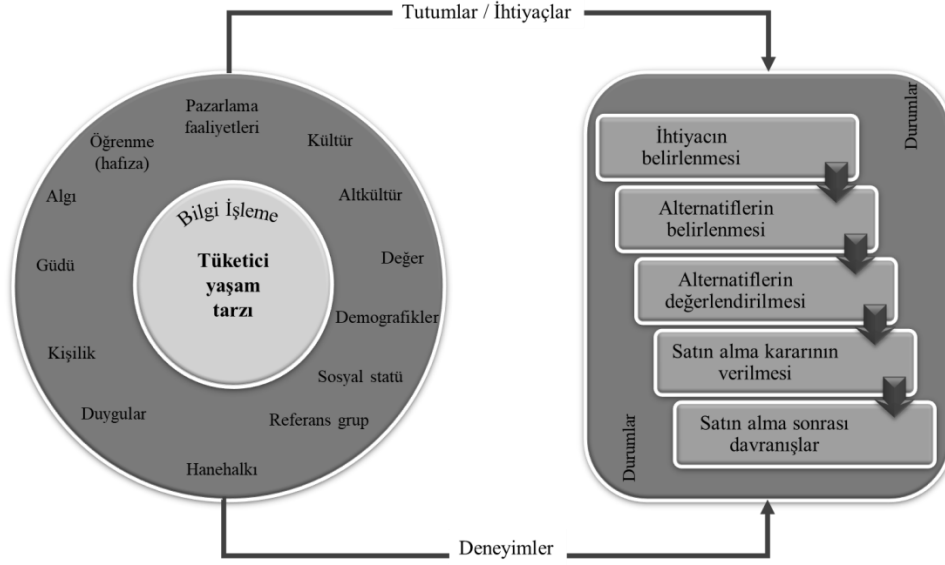 Tutumlar / İhtiyaçlar
Pazarlama
faaliyetleri
Kültür
Altkültür
Değer
Demografikler
Sosyal statü
Referans grup
Hanehalkı
Duygular
Kişilik
Güdü
Algı
Öğrenme
(hafıza)
Bilgi İşleme
Tüketici
yaşam
tarzı
Durumlar
İhtiyacın
belirlenmesi
Alternatiflerin
belirlenmesi
Alternatiflerin
değerlendirilmesi
Satın alma kararının
verilmesi
Satın alma sonrası
davranışlar
Durumlar
Deneyimler